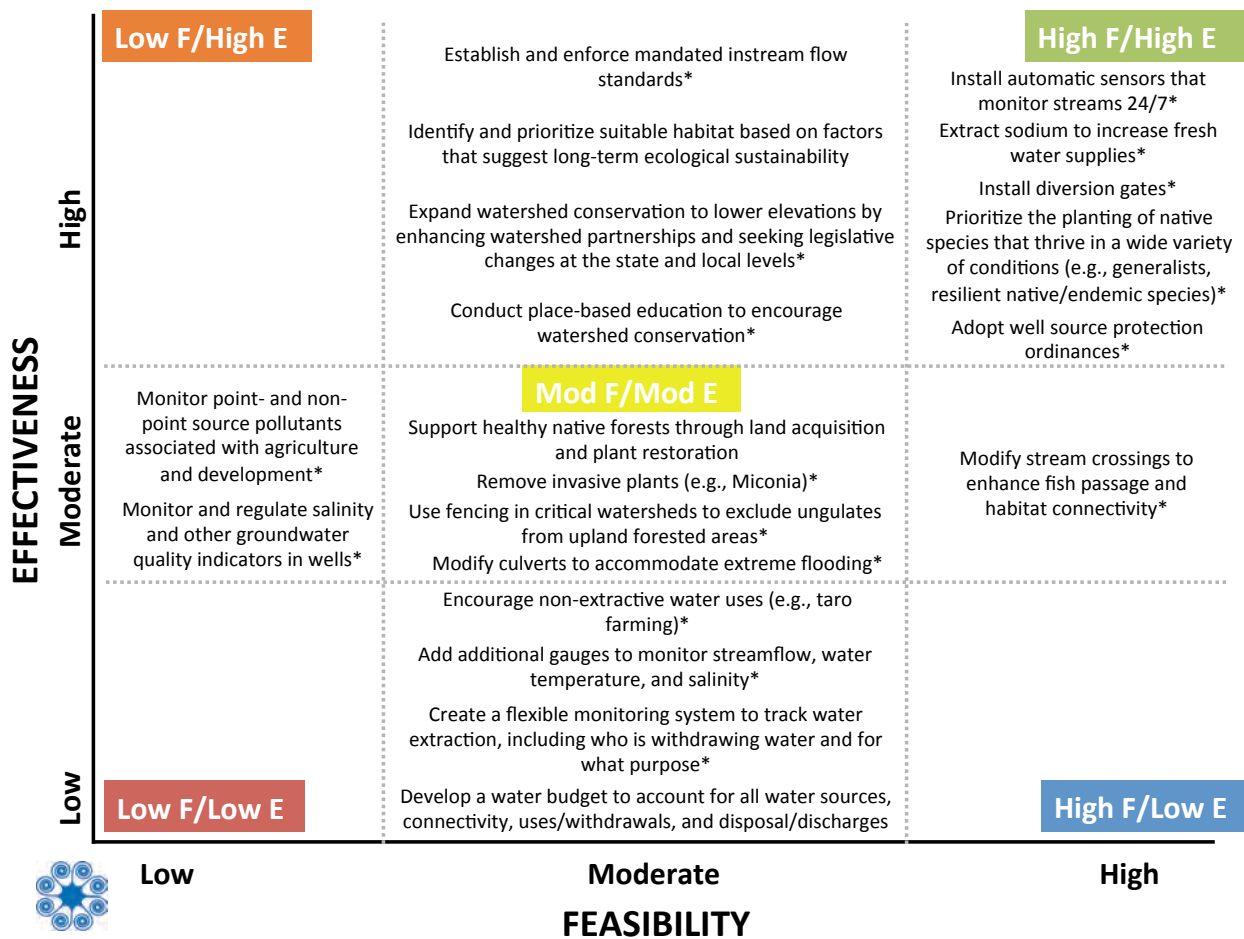 Low F/High E
Establish and enforce mandated instream flow
standards*
Identify and prioritize suitable habitat based on factors
that suggest long-term ecological sustainability
Expand watershed conservation to lower elevations by
enhancing watershed partnerships and seeking legislative
changes at the state and local levels*
Conduct place-based education to encourage
watershed conservation*
High F/High E
Install automatic sensors that
monitor streams 24/7*
Extract sodium to increase fresh
water supplies*
Install diversion gates*
Prioritize the planting of native
species that thrive in a wide variety
of conditions (e.g., generalists,
resilient native/endemic species)*
Adopt well source protection
ordinances*
Monitor point- and non-
point source pollutants
associated with agriculture
and development*
Monitor and regulate salinity
and other groundwater
quality indicators in wells*
Mod F/Mod E
Support healthy native forests through land acquisition
and plant restoration
Remove invasive plants (e.g., Miconia)*
Use fencing in critical watersheds to exclude ungulates
from upland forested areas*
Modify culverts to accommodate extreme flooding*
Modify stream crossings to
enhance fish passage and
habitat connectivity*
Low F/Low E
Encourage non-extractive water uses (e.g., taro
farming)*
Add additional gauges to monitor streamflow, water
temperature, and salinity*
Create a flexible monitoring system to track water
extraction, including who is withdrawing water and for
what purpose*
Develop a water budget to account for all water sources,
connectivity, uses/withdrawals, and disposal/discharges
High F/Low E
EFFECTIVENESS
High
Moderate
Low
Low
Moderate
High
FEASIBILITY